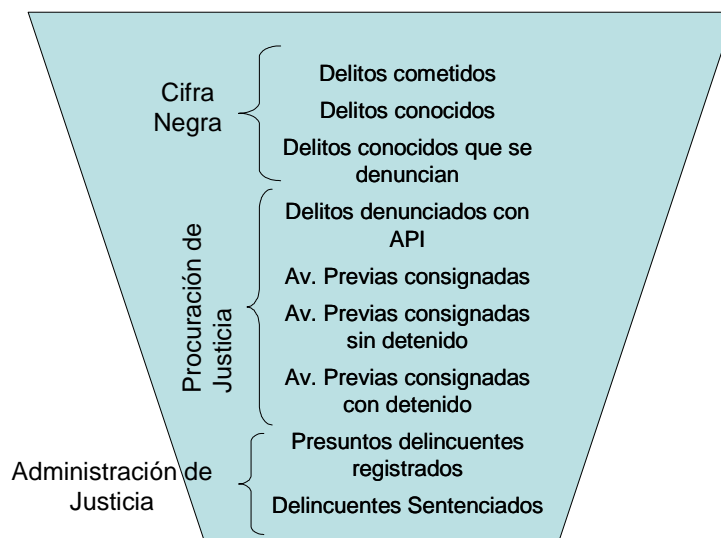 Cifra
Negra
Delitos cometidos
Delitos conocidos
Delitos conocidos que se
denuncian
Procuración de
Justicia
Delitos denunciados con
API
Av. Previas consignadas
Av. Previas consignadas
sin detenido
Av. Previas consignadas
con detenido
Administración de
Justicia
Presuntos delincuentes
registrados
Delincuentes Sentenciados